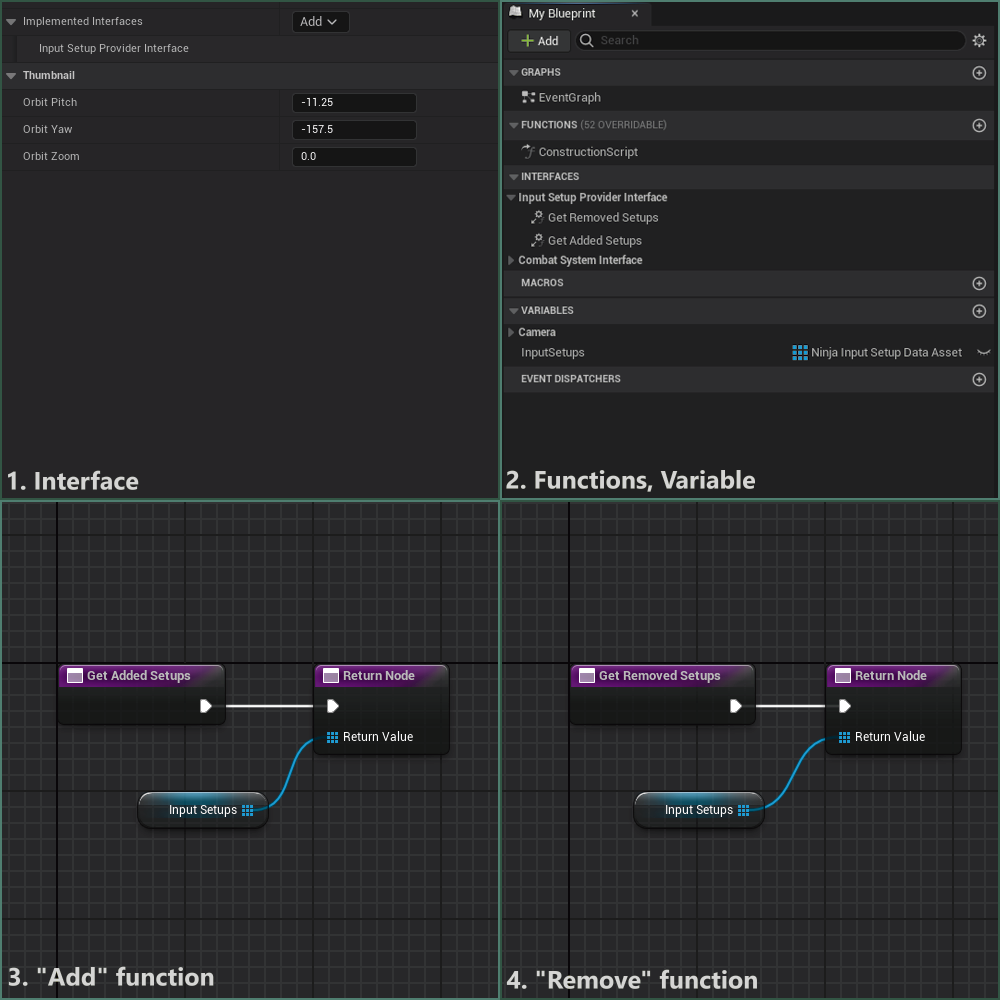 Implemented Interfaces
Add
Input Setup Provider Interface
Thumbnail
Orbit Pitch
-11.25
Orbit Yaw
-157.5
Orbit Zoom
0.0
1. Interface
My Blueprint
Add
Search
GRAPHS
EventGraph
FUNCTIONS (52 OVERRIDABLE)
ConstructionScript
INTERFACES
Input Setup Provider Interface
Get Removed Setups
Get Added Setups
Combat System Interface
MACROS
VARIABLES
Camera
InputSetups
Ninja Input Setup Data Asset
EVENT DISPATCHERS
2. Functions, Variable
Get Added Setups
Return Node
Return Value
Input Setups
3. "Add" function
Get Removed Setups
Return Node
Return Value
Input Setups
4. "Remove" function